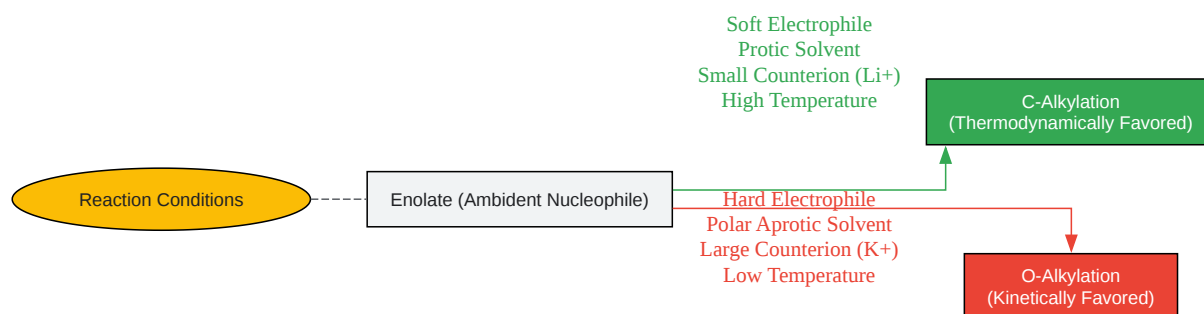 Soft Electrophile
Protic Solvent
Small Counterion (Li+)
High Temperature
C-Alkylation
(Thermodynamically Favored)
Reaction Conditions
Enolate (Ambident Nucleophile)
Hard Electrophile
Polar Aprotic Solvent
Large Counterion (K+)
Low Temperature
O-Alkylation
(Kinetically Favored)